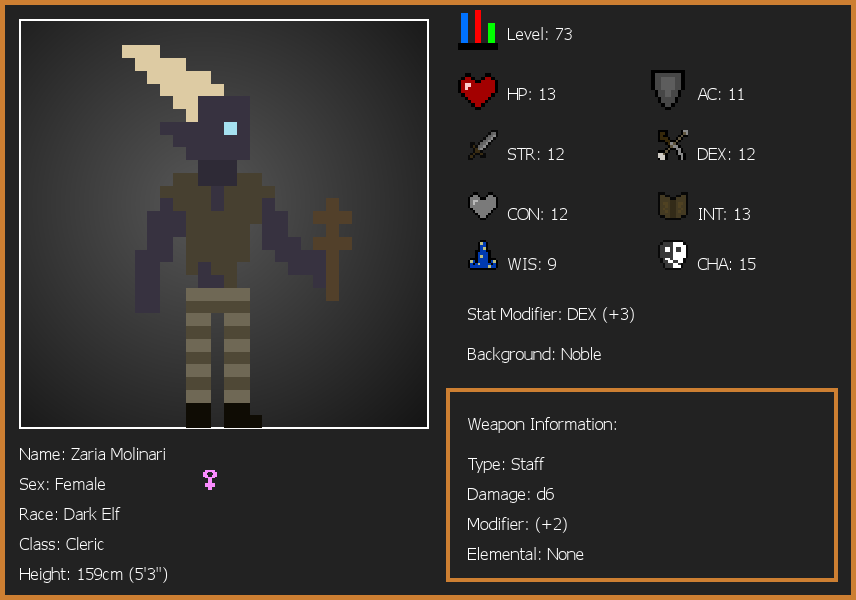 Level: 73
HP: 13
AC: 11
STR: 12
DEX: 12
CON: 12
INT: 13
WIS: 9
CHA: 15
Stat Modifier: DEX (+3)
Background: Noble
Weapon Information:
Type: Staff
Damage: d6
Modifier: (+2)
Elemental: None
Name: Zaria Molinari
Sex: Female
Race: Dark Elf
Class: Cleric
Height: 159cm (5'3")